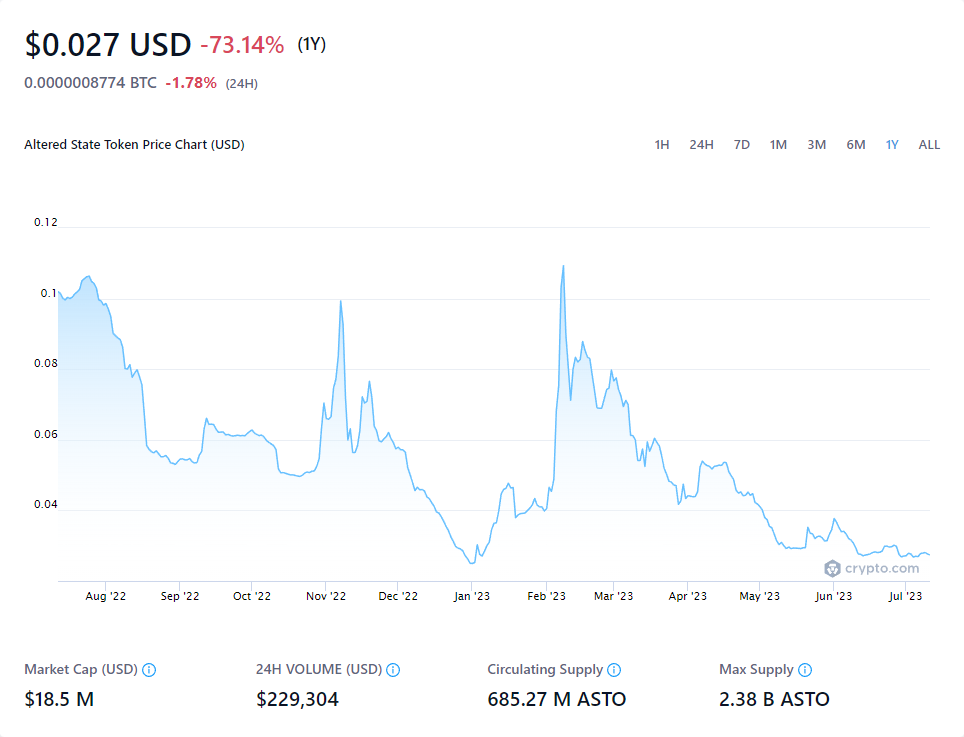 $0.027 USD -73.14% (1Y)
0.0000008774 BTC -1.78% (24H)
Altered State Token Price Chart (USD) 1H 24H 7D 1M 3M 6M 1Y ALL
0.12
0.1
0.08
0.06
0.04
crypto.com
Aug '22 Sep '22 Oct '22 Nov '22 Dec '22 Jan '23 Feb '23 Mar '23 Apr '23 May '23 Jun '23 Jul '23
Market Cap (USD) 24H VOLUME (USD) Circulating Supply Max Supply
$18.5 M $229,304 685.27 M ASTO 2.38 B ASTO